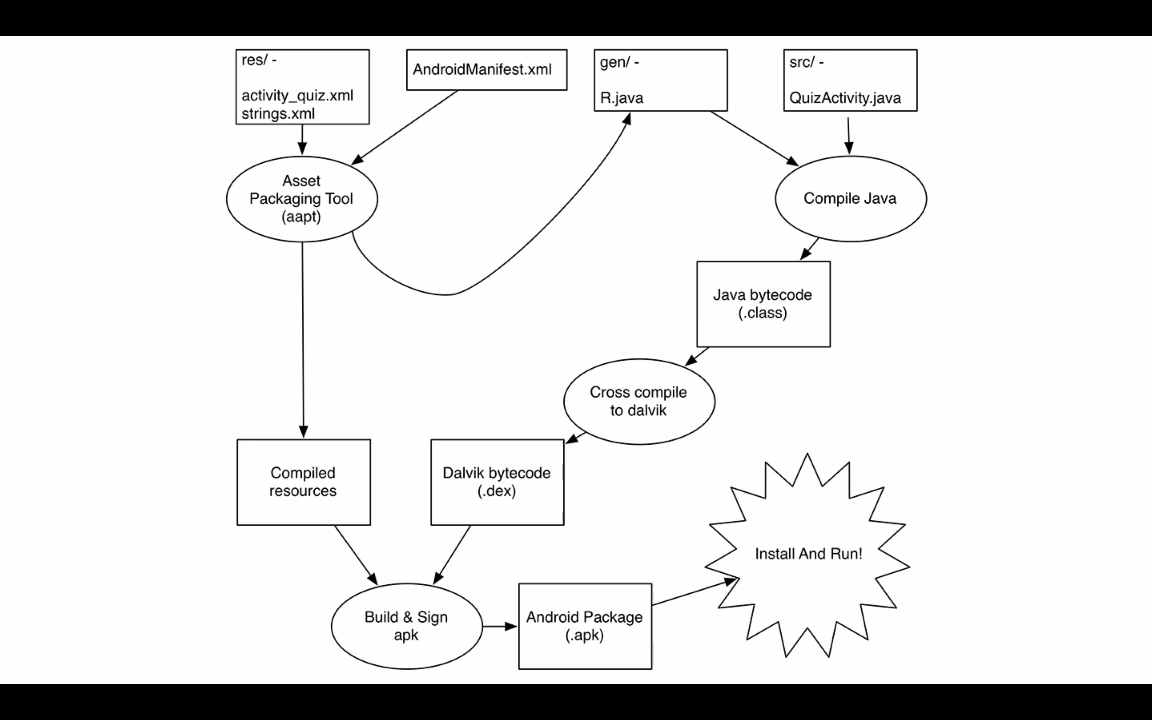 res/ -
activity_quiz.xml
strings.xml
AndroidManifest.xml
gen/ -
R.java
src/ -
QuizActivity.java
Asset
Packaging Tool
(aapt)
Compile Java
Java bytecode
(.class)
Cross compile
to dalvik
Compiled
resources
Dalvik bytecode
(.dex)
Install And Run!
Build & Sign
apk
Android Package
(.apk)